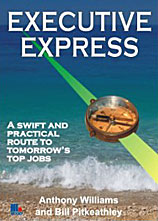 EXECUTIVE
EXPRESS
A SWIFT AND
PRACTICAL
ROUTE TO
TOMORROW'S
TOP JOBS
Anthony Williams
and Bill Pitkeathley